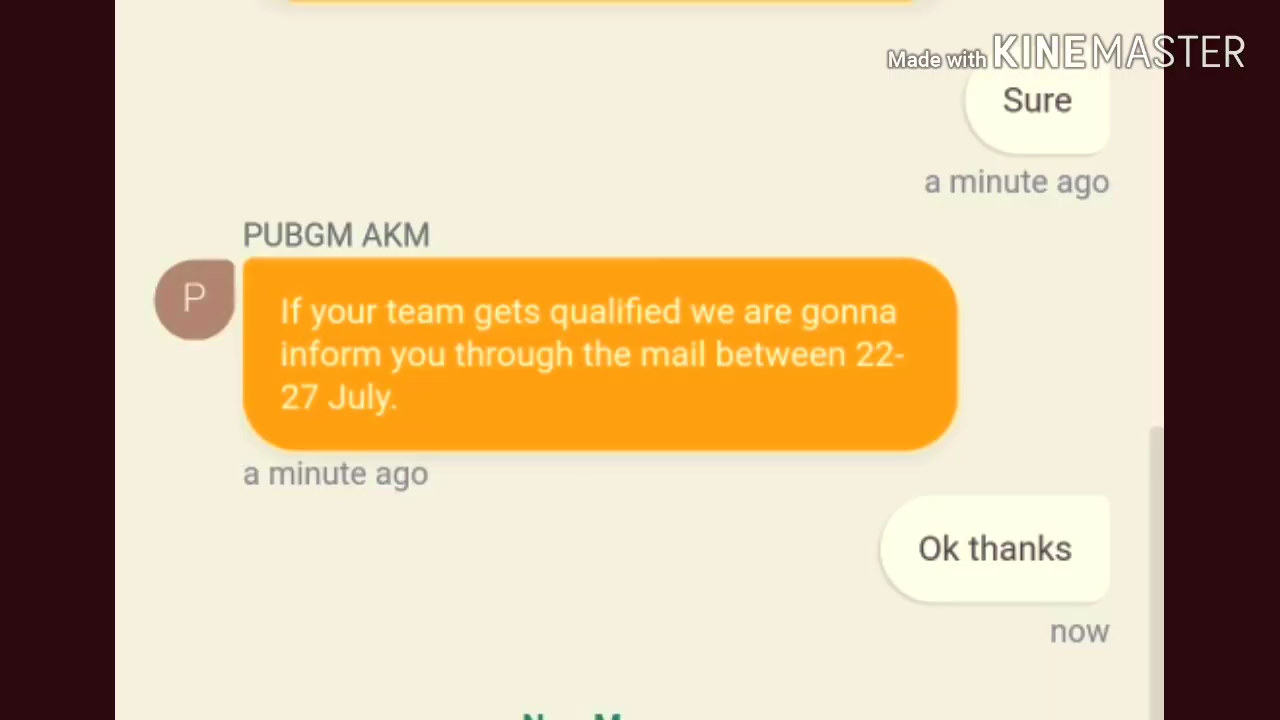 Made with KINEMASTER
Sure
a minute ago
PUBGM AKM
P
If your team gets qualified we are gonna
inform you through the mail between 22-
27 July.
a minute ago
Ok thanks
now